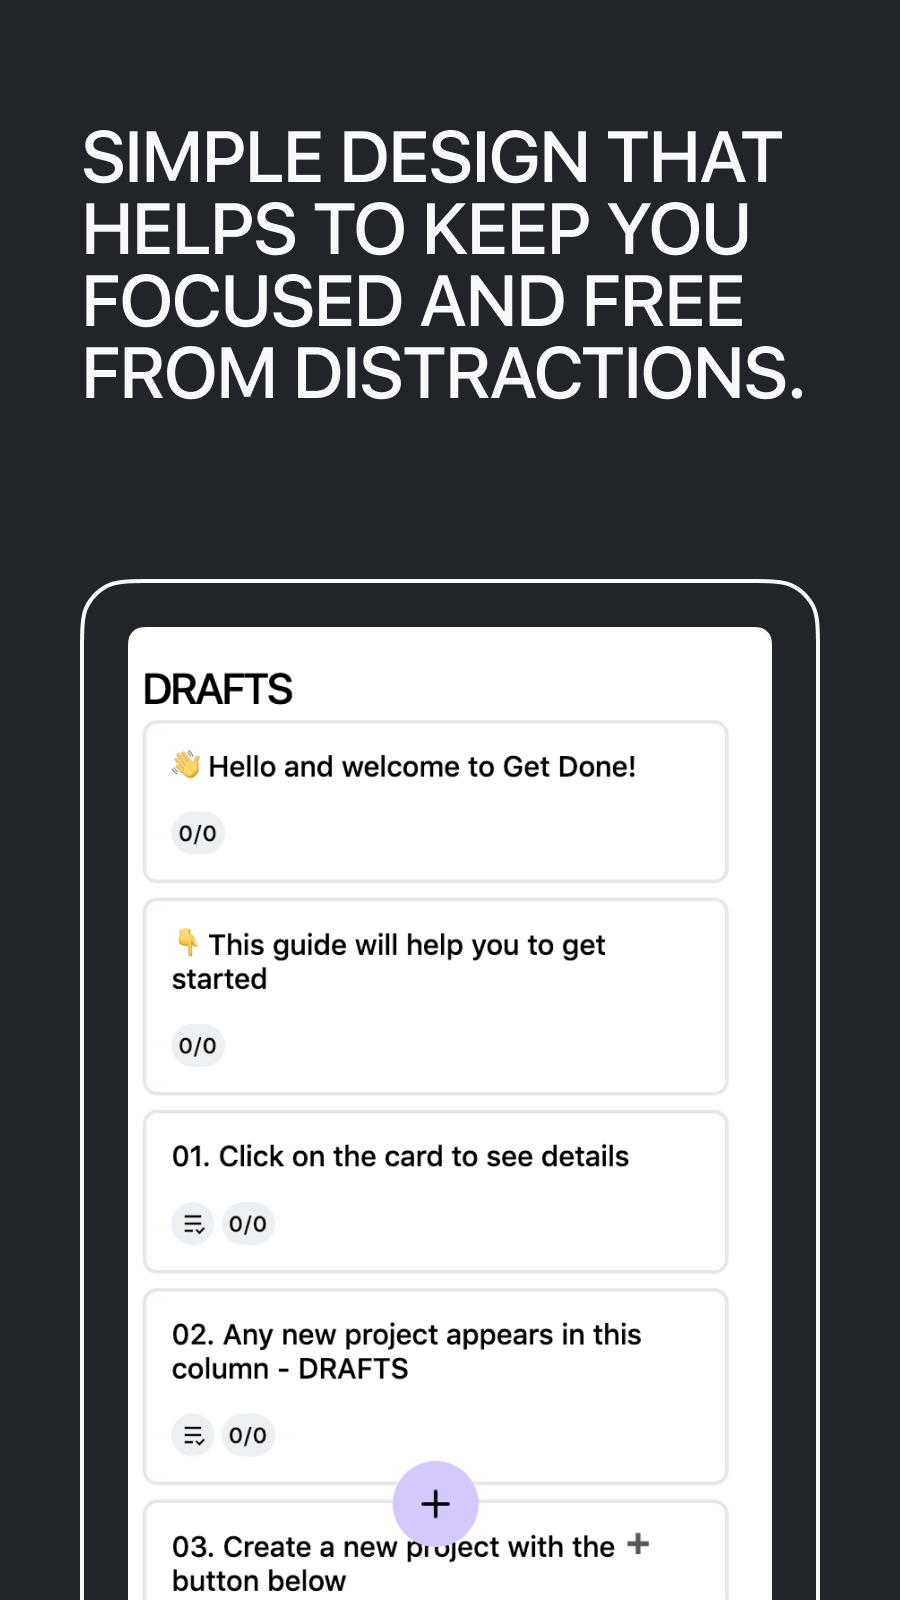 SIMPLE DESIGN THAT
HELPS TO KEEP YOU
FOCUSED AND FREE
FROM DISTRACTIONS.
DRAFTS
👋 Hello and welcome to Get Done!
0/0
👇 This guide will help you to get
started
0/0
01. Click on the card to see details
0/0
02. Any new project appears in this
column - DRAFTS
0/0
03. Create a new project with the ➕
button below